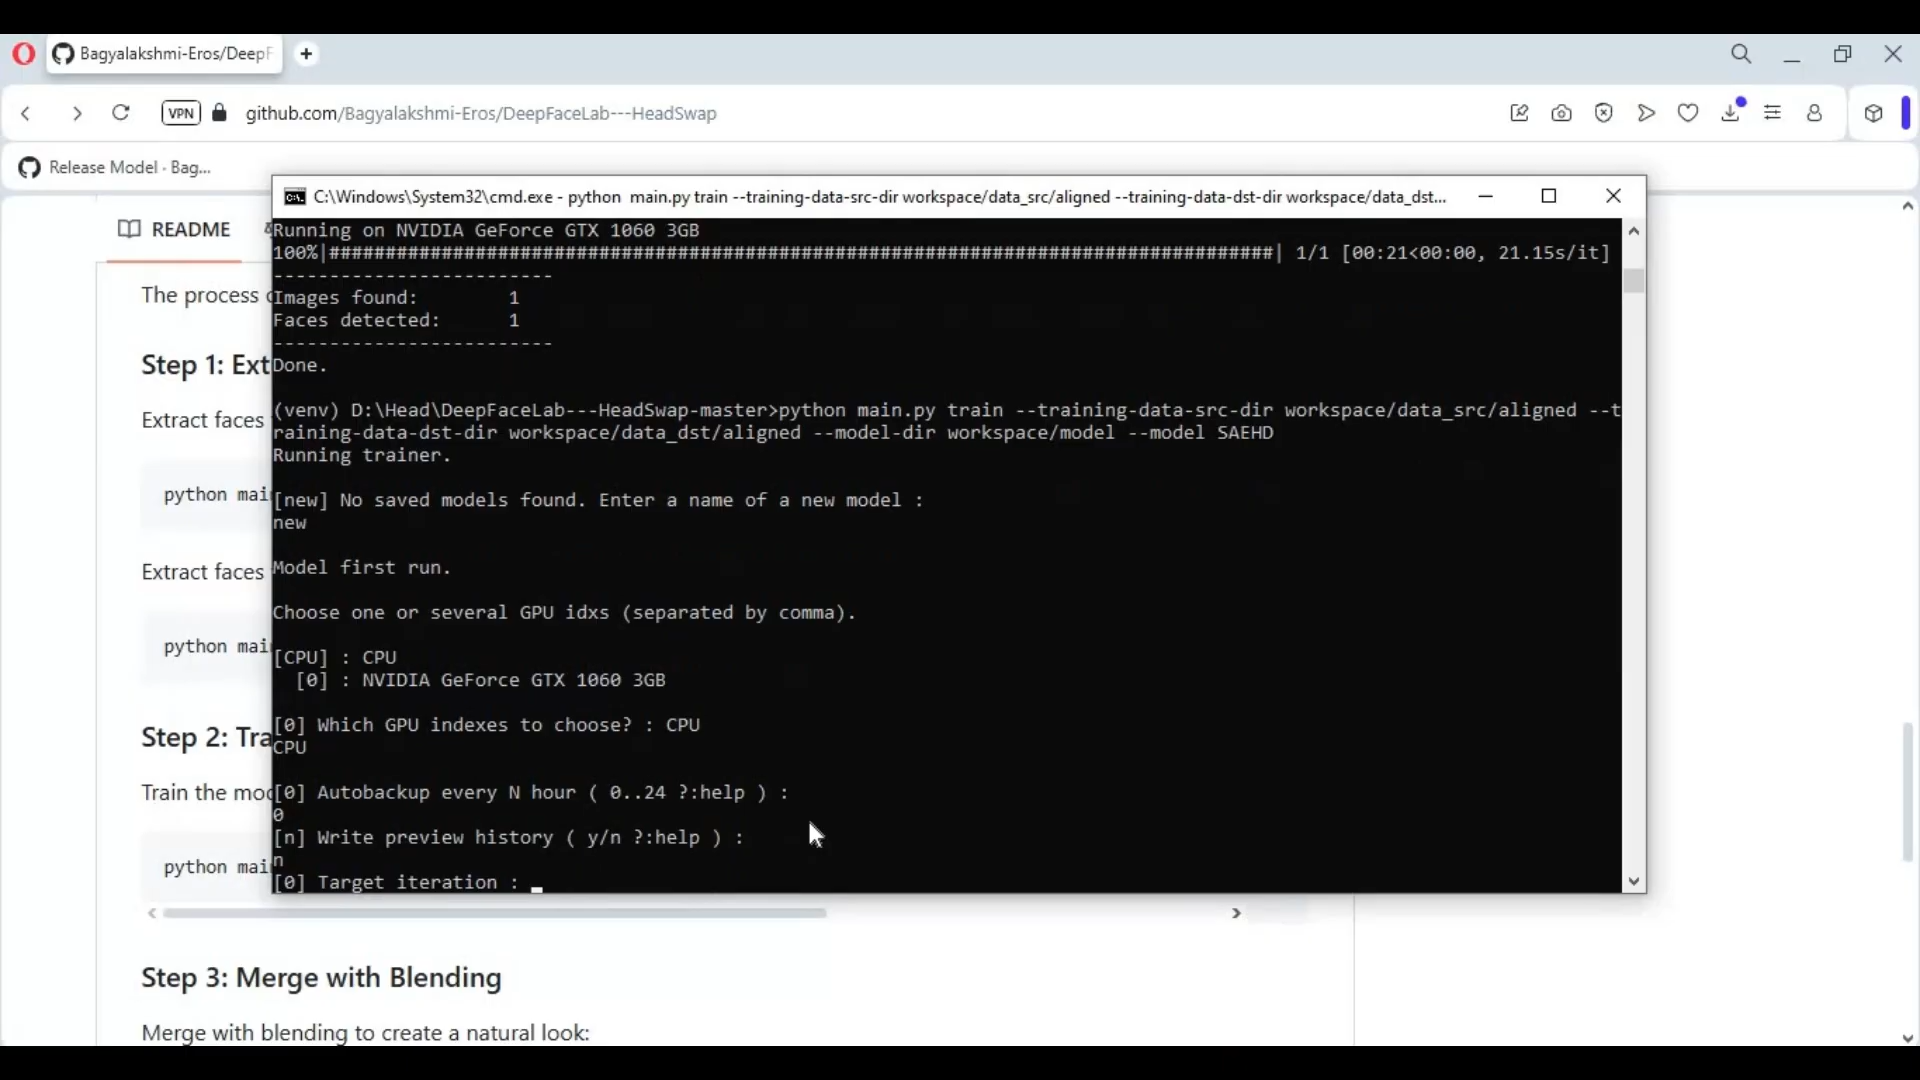 Bagyalakshmi-Eros/DeepF
VPN github.com/Bagyalakshmi-Eros/DeepFaceLab---HeadSwap
Release Model · Bag...
C:\Windows\System32\cmd.exe - python  main.py train --training-data-src-dir workspace/data_src/aligned --training-data-dst-dir workspace/data_dst...
README
The process
Step 1: Ext
Extract faces
python mai
Extract faces
python mai
Step 2: Tra
Train the mod
python mai
Running on NVIDIA GeForce GTX 1060 3GB
100%|####################################################################################| 1/1 [00:21<00:00, 21.15s/it]
-------------------------
Images found:        1
Faces detected:      1
-------------------------
Done.
(venv) D:\Head\DeepFaceLab---HeadSwap-master>python main.py train --training-data-src-dir workspace/data_src/aligned --t
raining-data-dst-dir workspace/data_dst/aligned --model-dir workspace/model --model SAEHD
Running trainer.
[new] No saved models found. Enter a name of a new model :
new
Model first run.
Choose one or several GPU idxs (separated by comma).
[CPU] : CPU
[0] : NVIDIA GeForce GTX 1060 3GB
[0] Which GPU indexes to choose? : CPU
CPU
[0] Autobackup every N hour ( 0..24 ?:help ) :
0
[n] Write preview history ( y/n ?:help ) :
n
[0] Target iteration :
Step 3: Merge with Blending
Merge with blending to create a natural look: